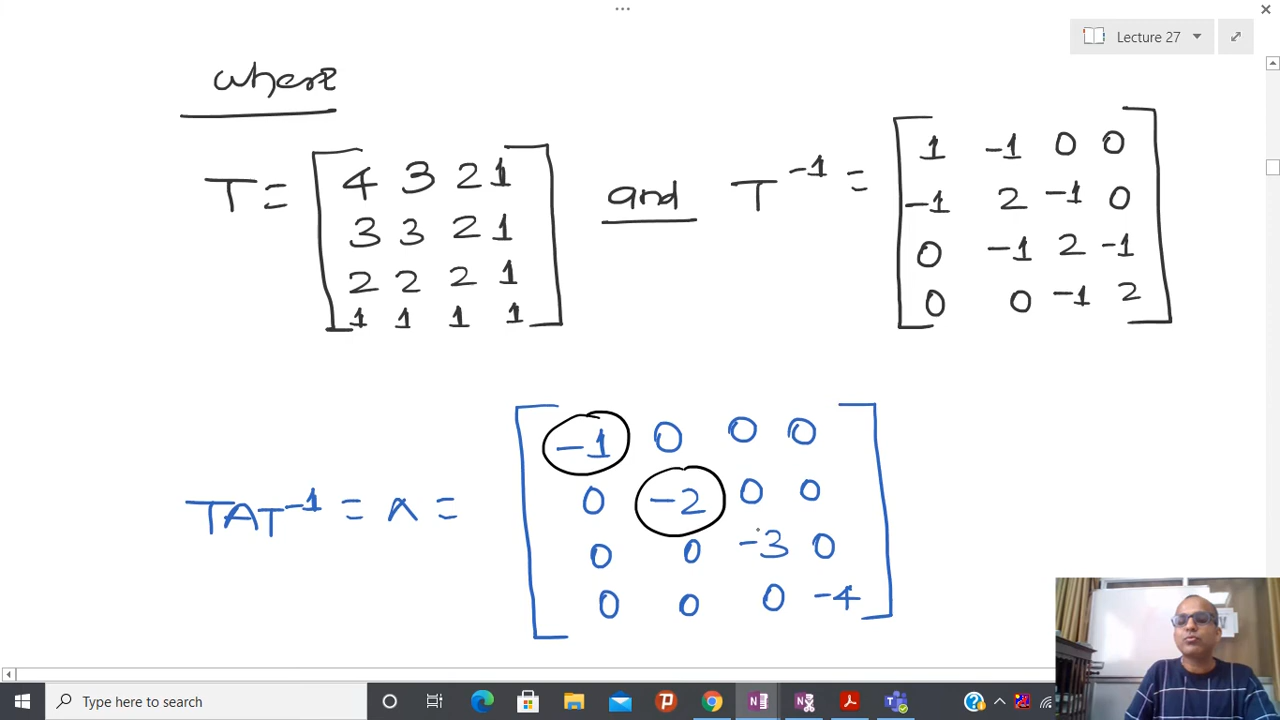 ...
Lecture 27
where
T = [4 3 2 1
3 3 2 1
2 2 2 1
1 1 1 1]
and
T⁻¹ = [1 -1 0 0
-1 2 -1 0
0 -1 2 -1
0 0 -1 2]
TAT⁻¹ = Λ = [-1 0 0 0
0 -2 0 0
0 0 -3 0
0 0 0 -4]
Type here to search